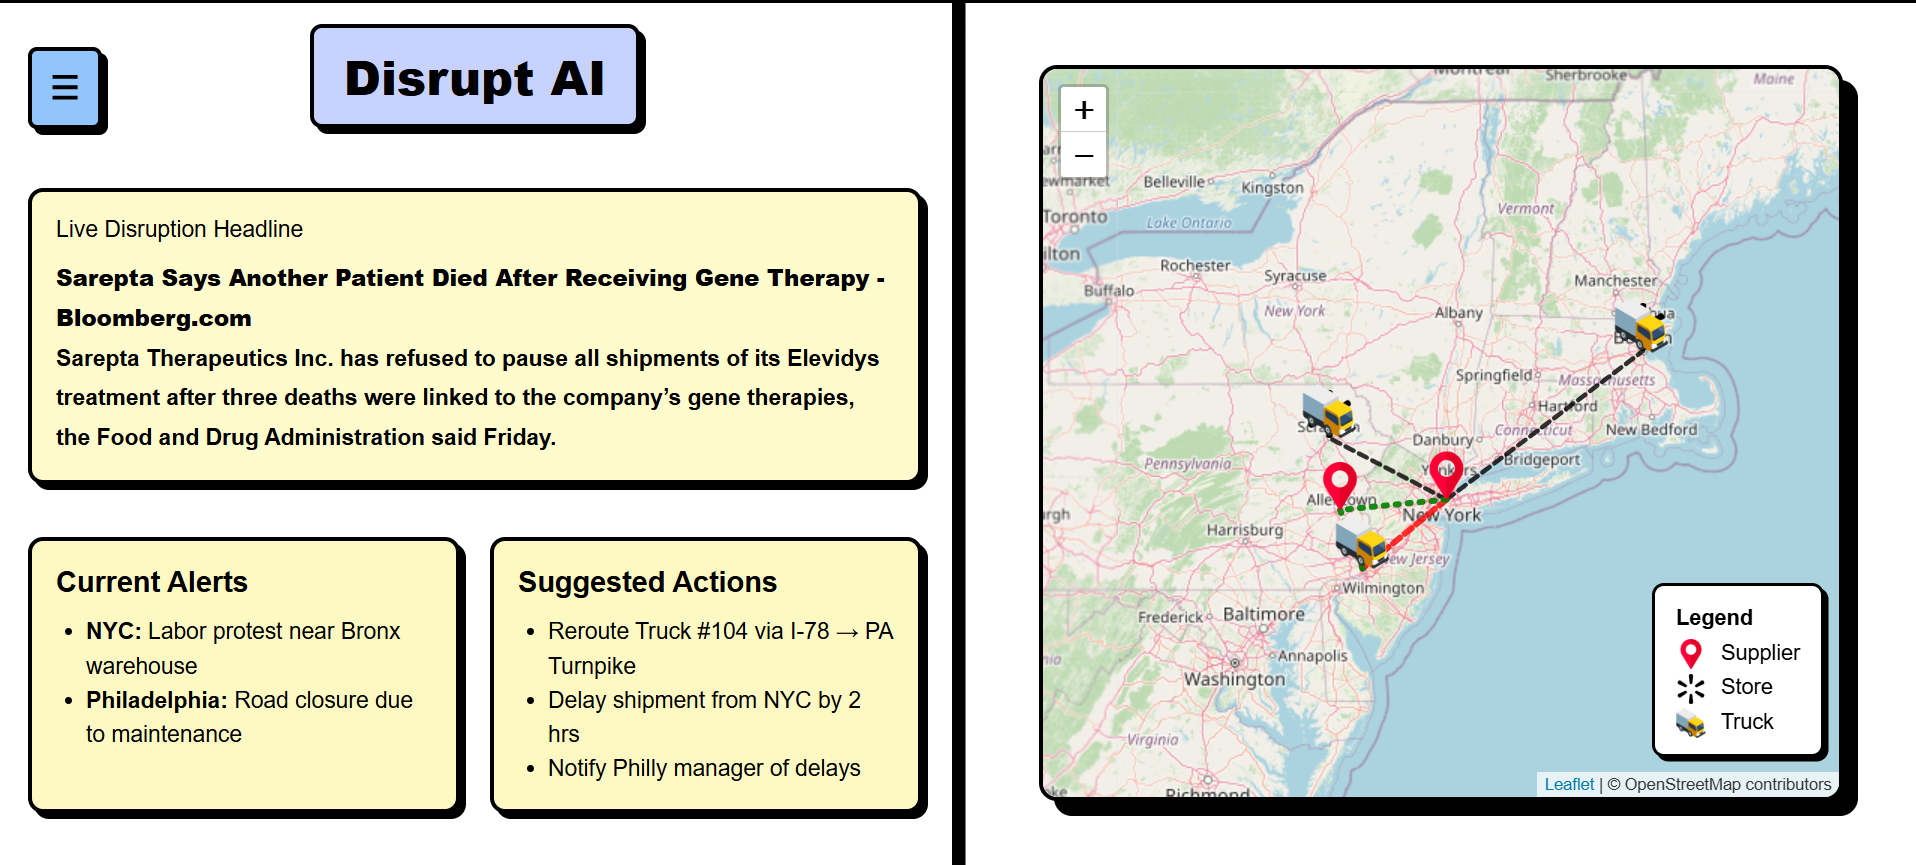 ☰
Disrupt AI
Live Disruption Headline
Sarepta Says Another Patient Died After Receiving Gene Therapy -
Bloomberg.com
Sarepta Therapeutics Inc. has refused to pause all shipments of its Elevidys
treatment after three deaths were linked to the company’s gene therapies,
the Food and Drug Administration said Friday.
Current Alerts
• NYC: Labor protest near Bronx
warehouse
• Philadelphia: Road closure due
to maintenance
Suggested Actions
• Reroute Truck #104 via I-78 → PA
Turnpike
• Delay shipment from NYC by 2
hrs
• Notify Philly manager of delays
+
−
Montreal
Sherbrooke
Maine
Belleville
Kingston
Toronto
Lake Ontario
Vermont
Rochester
Syracuse
Manchester
Buffalo
New York
Albany
Springfield
Massachusetts
Hartford
Connecticut
New Bedford
Danbury
Bridgeport
Pennsylvania
New York
Harrisburg
New Jersey
Wilmington
Frederick
Baltimore
Annapolis
Washington
Virginia
Richmond
Legend
Supplier
Store
Truck
Leaflet | © OpenStreetMap contributors